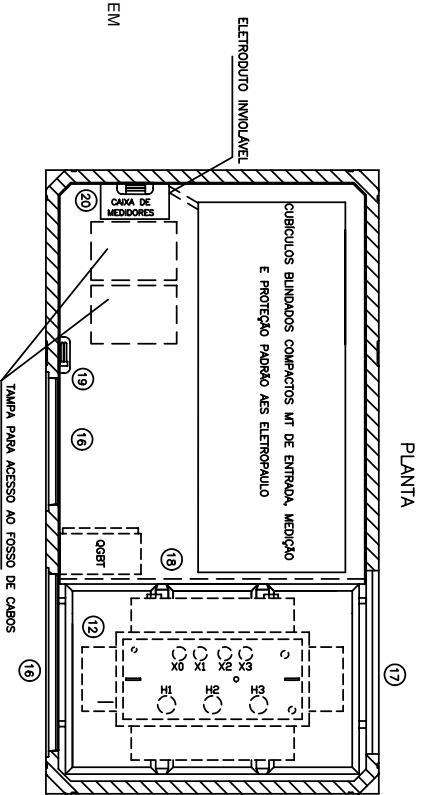 PLANTA
EM
ELETRODUTO INVIOLÁVEL
CUBÍCULOS BLINDADOS COMPACTOS MT DE ENTRADA, MEDIÇÃO
E PROTEÇÃO PADRÃO AES ELETROPAULO
CAIXA DE
MEDIDORES
20
19
16
QGBT
18
12
X0 X1 X2 X3
H1 H2 H3
17
16
TAMPA PARA ACESSO AO FOSSO DE CABOS